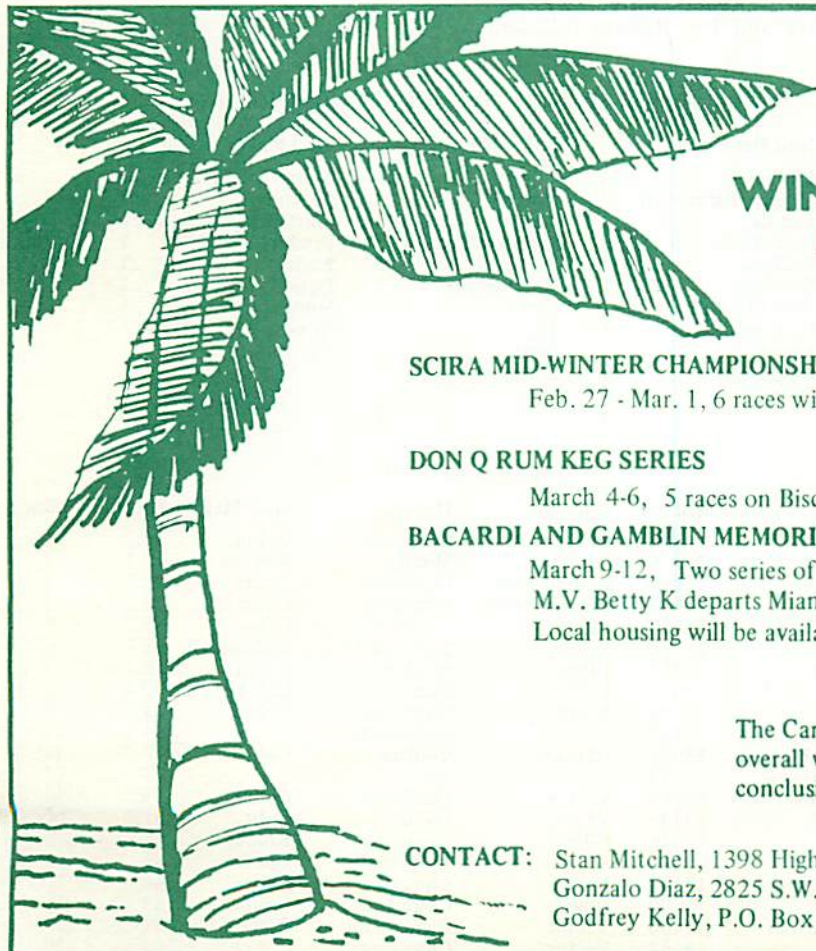 WIN
SCIRA MID-WINTER CHAMPIONSH
Feb. 27 - Mar. 1, 6 races wi
DON Q RUM KEG SERIES
March 4-6, 5 races on Bisc
BACARDI AND GAMBLIN MEMORI
March 9-12, Two series of
M.V. Betty K departs Mian
Local housing will be availa
The Car
overall w
conclus
CONTACT: Stan Mitchell, 1398 High
Gonzalo Diaz, 2825 S.W.
Godfrey Kelly, P.O. Box